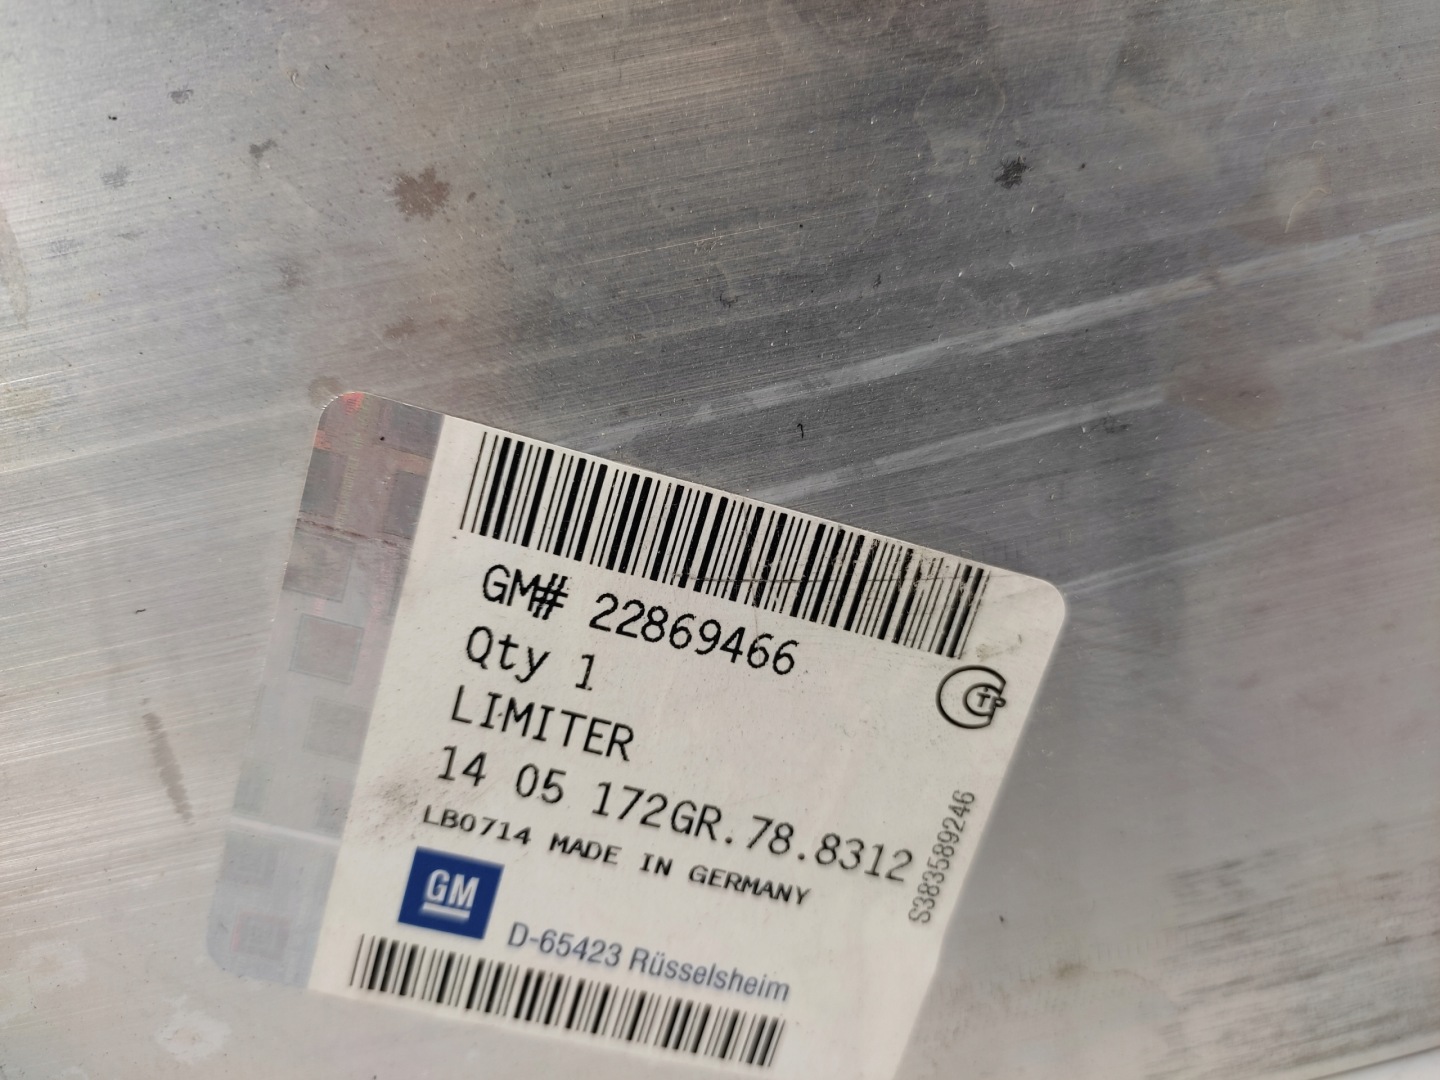 GM# 22869466
Qty 1
LIMITER
14 05 172GR.78.8312
LB0714 MADE IN GERMANY
GM
D-65423 Rüsselsheim
S383589246